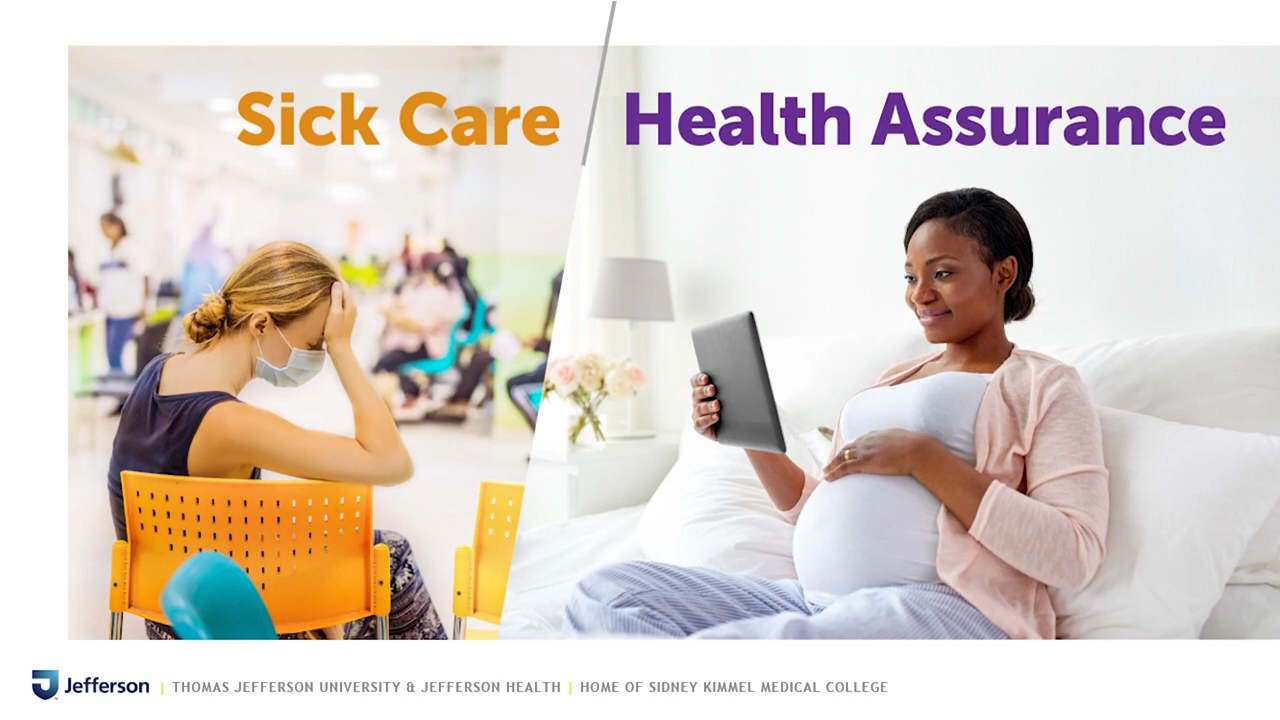 Sick Care
Health Assurance
Jefferson | THOMAS JEFFERSON UNIVERSITY & JEFFERSON HEALTH | HOME OF SIDNEY KIMMEL MEDICAL COLLEGE